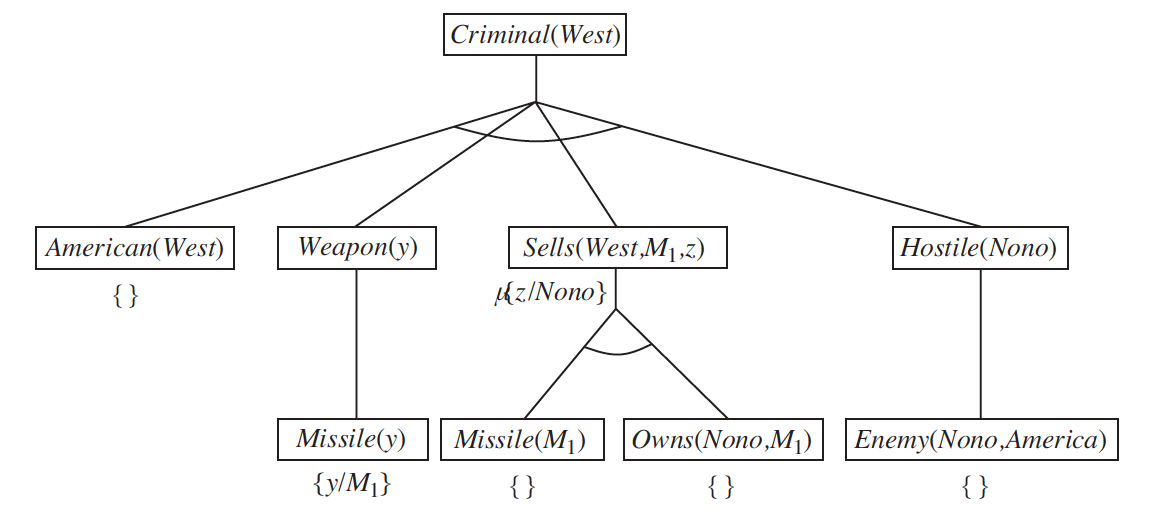 Criminal(West)
American(West) Weapon(y) Sells(West,M1,z) Hostile(Nono)
{ } {z/Nono}
Missile(y) Missile(M1) Owns(Nono,M1) Enemy(Nono,America)
{y/M1} { } { } { }